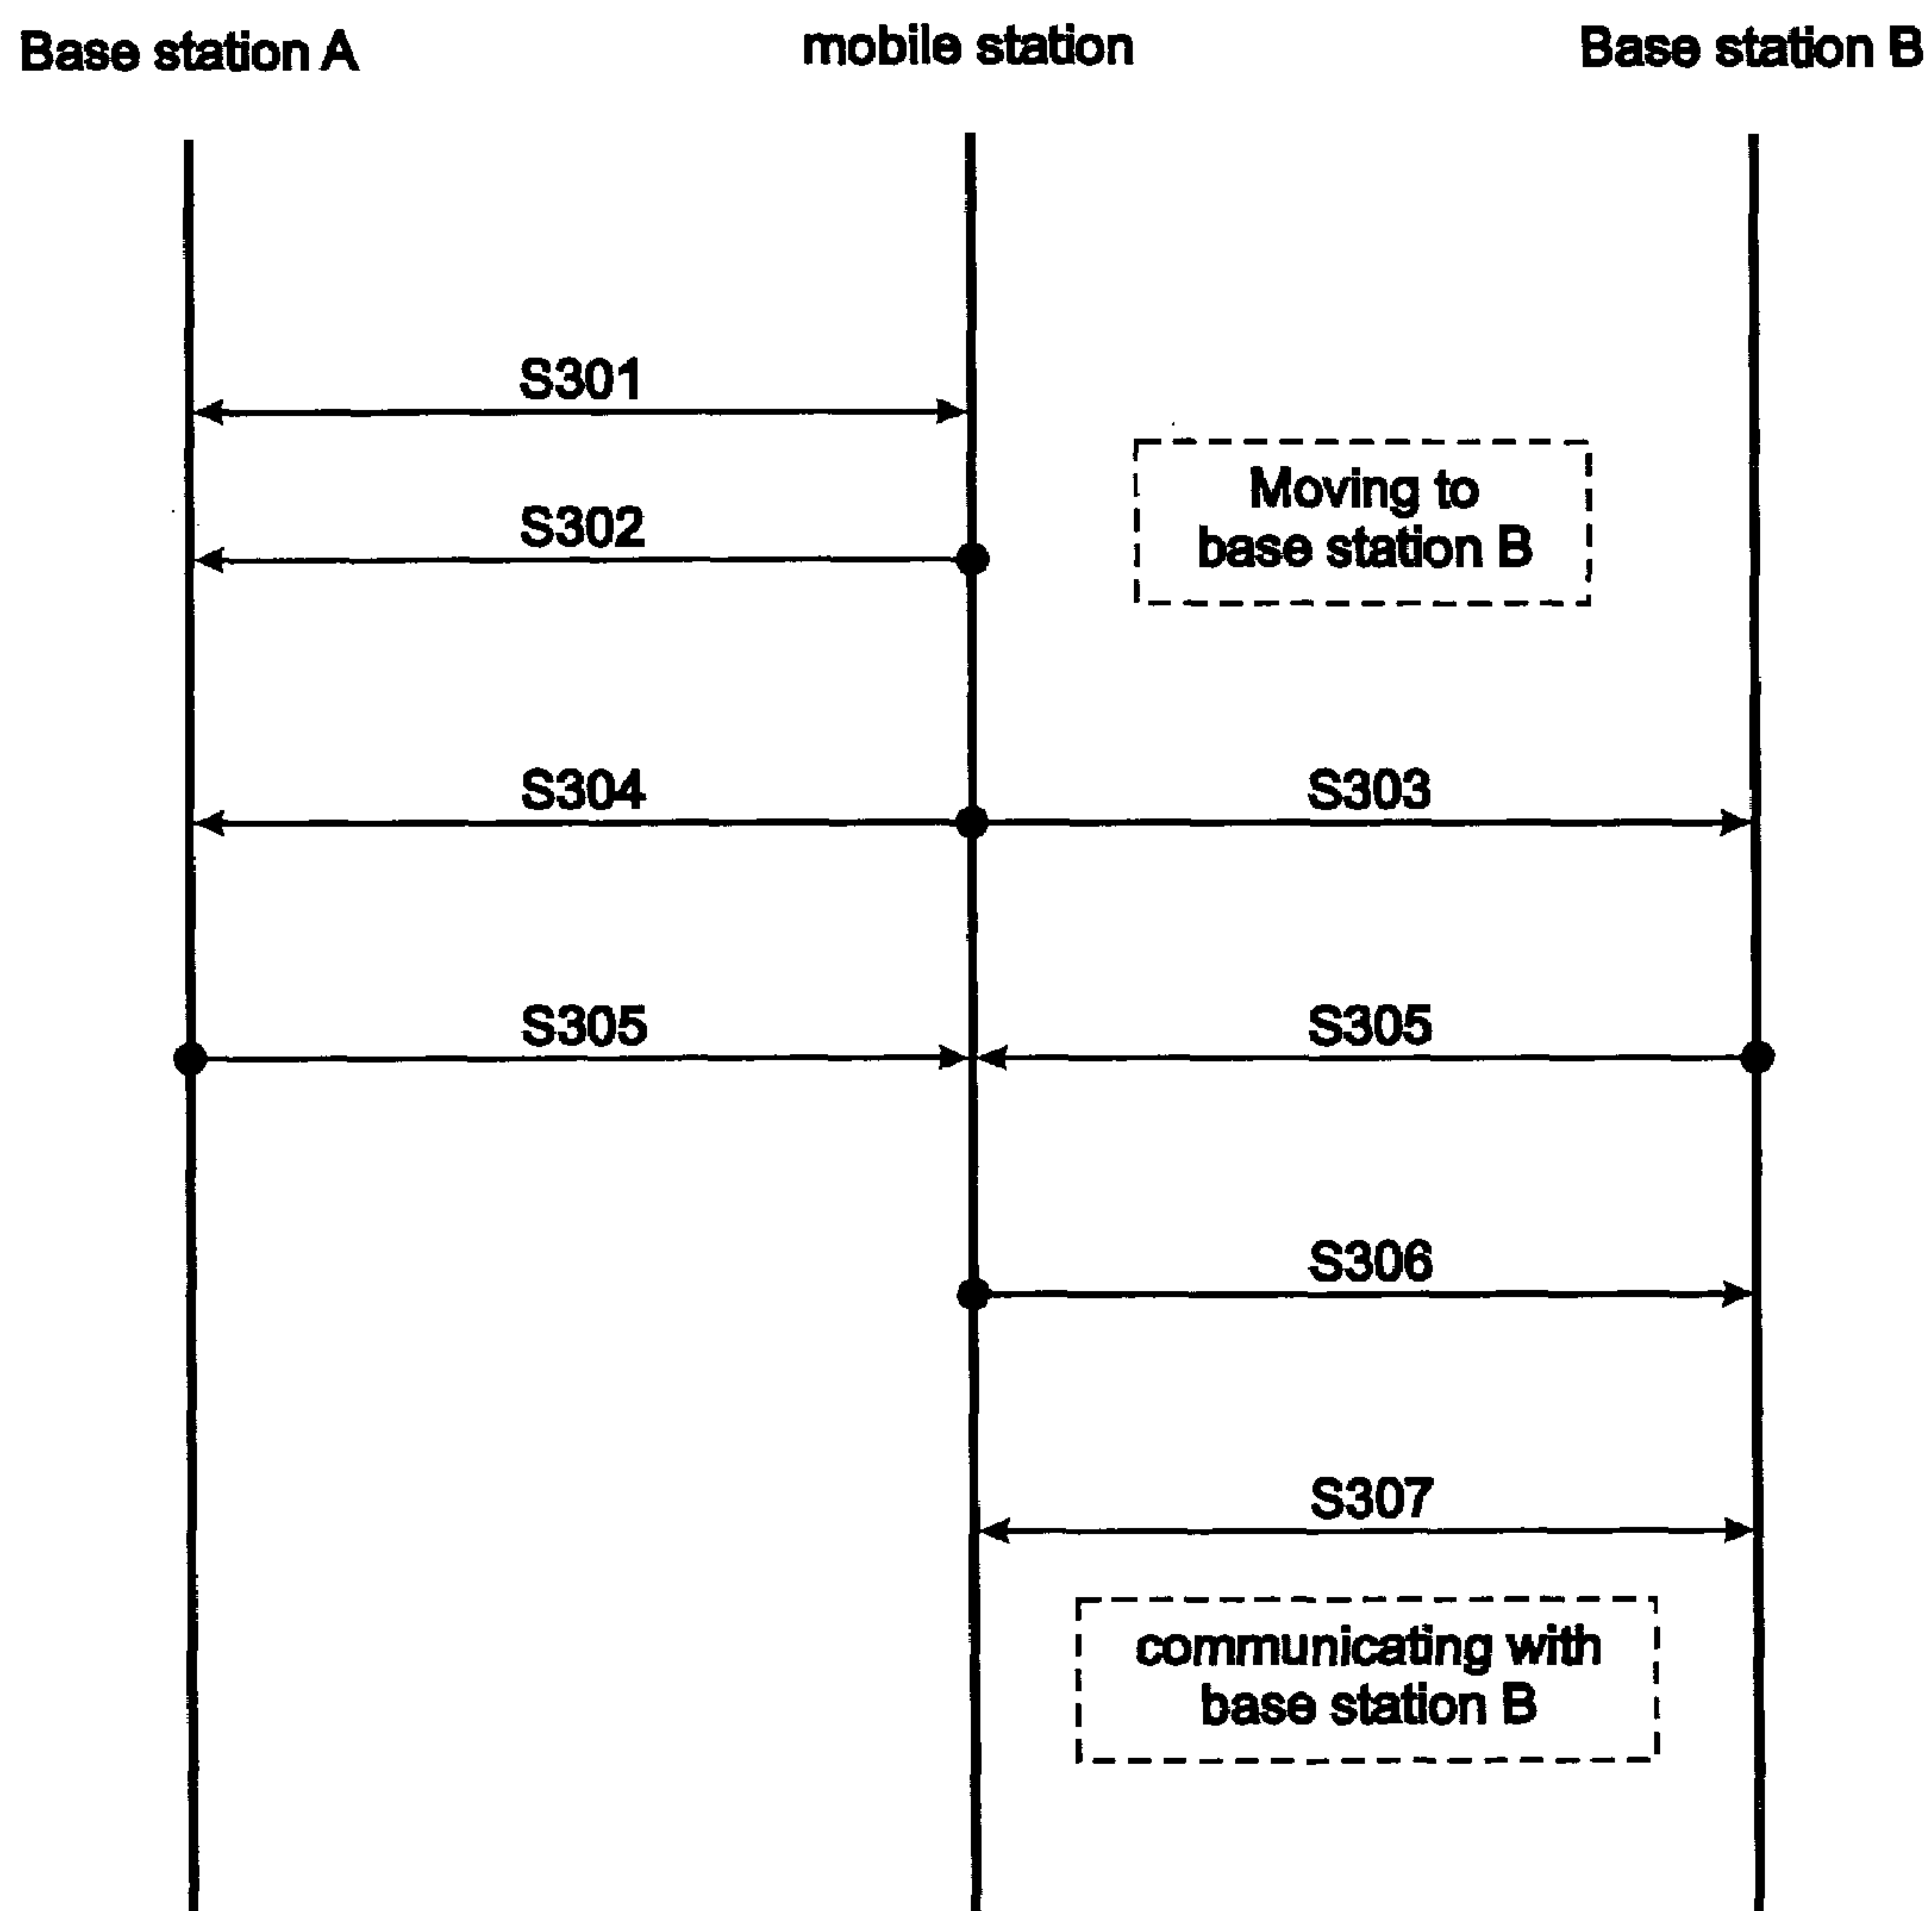 Base station A
mobile station
Base station B
S301
Moving to
base station B
S302
S304
S303
S305
S305
S306
S307
communicating with
base station B